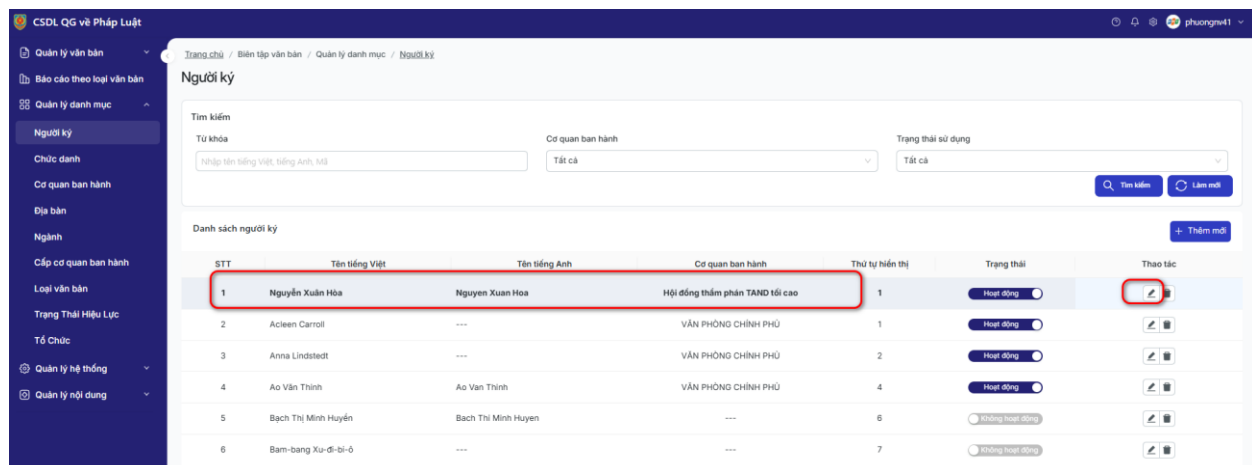 CSDL QG về Pháp Luật
phuongnv41
Quản lý văn bản
Báo cáo theo loại văn bản
Quản lý danh mục
Người ký
Chức danh
Cơ quan ban hành
Địa bàn
Ngành
Cấp cơ quan ban hành
Loại văn bản
Trạng Thái Hiệu Lực
Tổ Chức
Quản lý hệ thống
Quản lý nội dung
Trang chủ / Biên tập văn bản / Quản lý danh mục / Người ký
Người ký
Tìm kiếm
Từ khóa Cơ quan ban hành Trạng thái sử dụng
Nhập tên tiếng Việt, tiếng Anh, Mã Tất cả Tất cả
Tìm kiếm Làm mới
Danh sách người ký + Thêm mới
STT Tên tiếng Việt Tên tiếng Anh Cơ quan ban hành Thứ tự hiển thị Trạng thái Thao tác
1 Nguyễn Xuân Hòa Nguyen Xuan Hoa Hội đồng thẩm phán TAND tối cao 1 Hoạt động
2 Acleen Carroll --- VĂN PHÒNG CHÍNH PHỦ 1 Hoạt động
3 Anna Lindstedt --- VĂN PHÒNG CHÍNH PHỦ 2 Hoạt động
4 Ao Văn Thinh Ao Van Thinh VĂN PHÒNG CHÍNH PHỦ 4 Hoạt động
5 Bạch Thị Minh Huyền Bach Thi Minh Huyen --- 6 Không hoạt động
6 Bam-bang Xu-đi-bi-ô --- --- 7 Không hoạt động